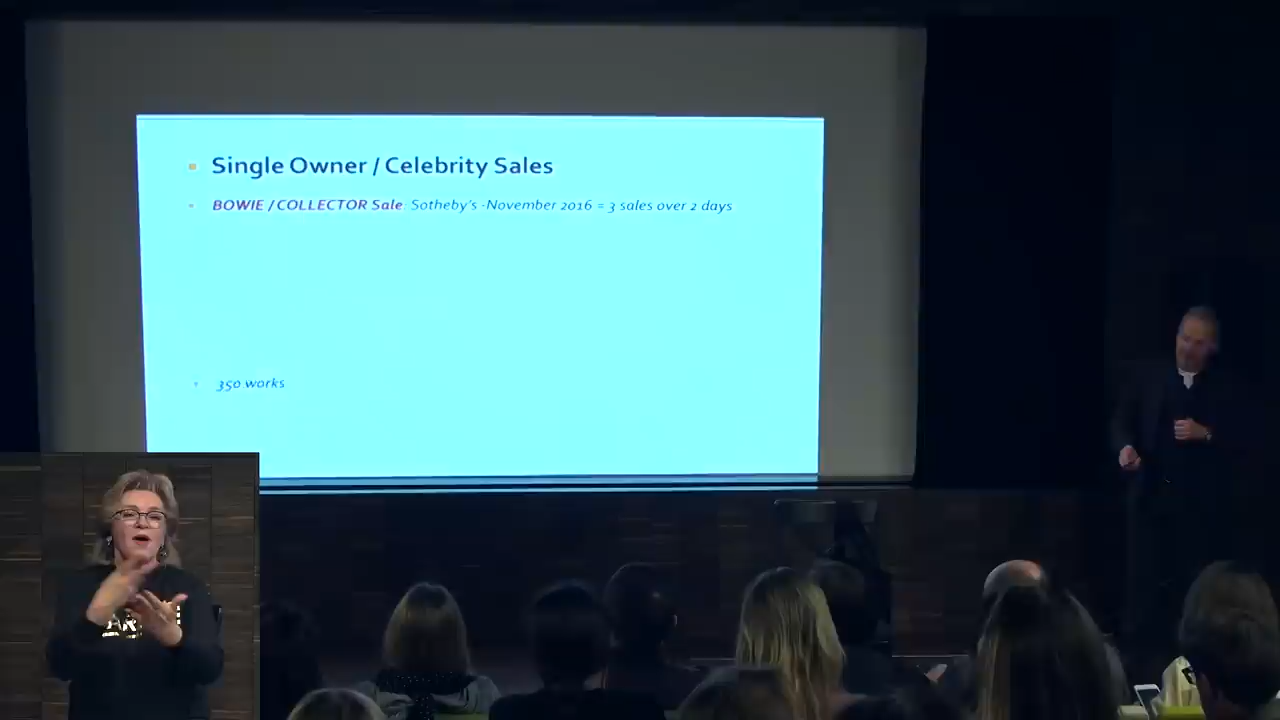 Single Owner / Celebrity Sales
BOWIE / COLLECTOR Sale: Sotheby's -November 2016 = 3 sales over 2 days
350 works